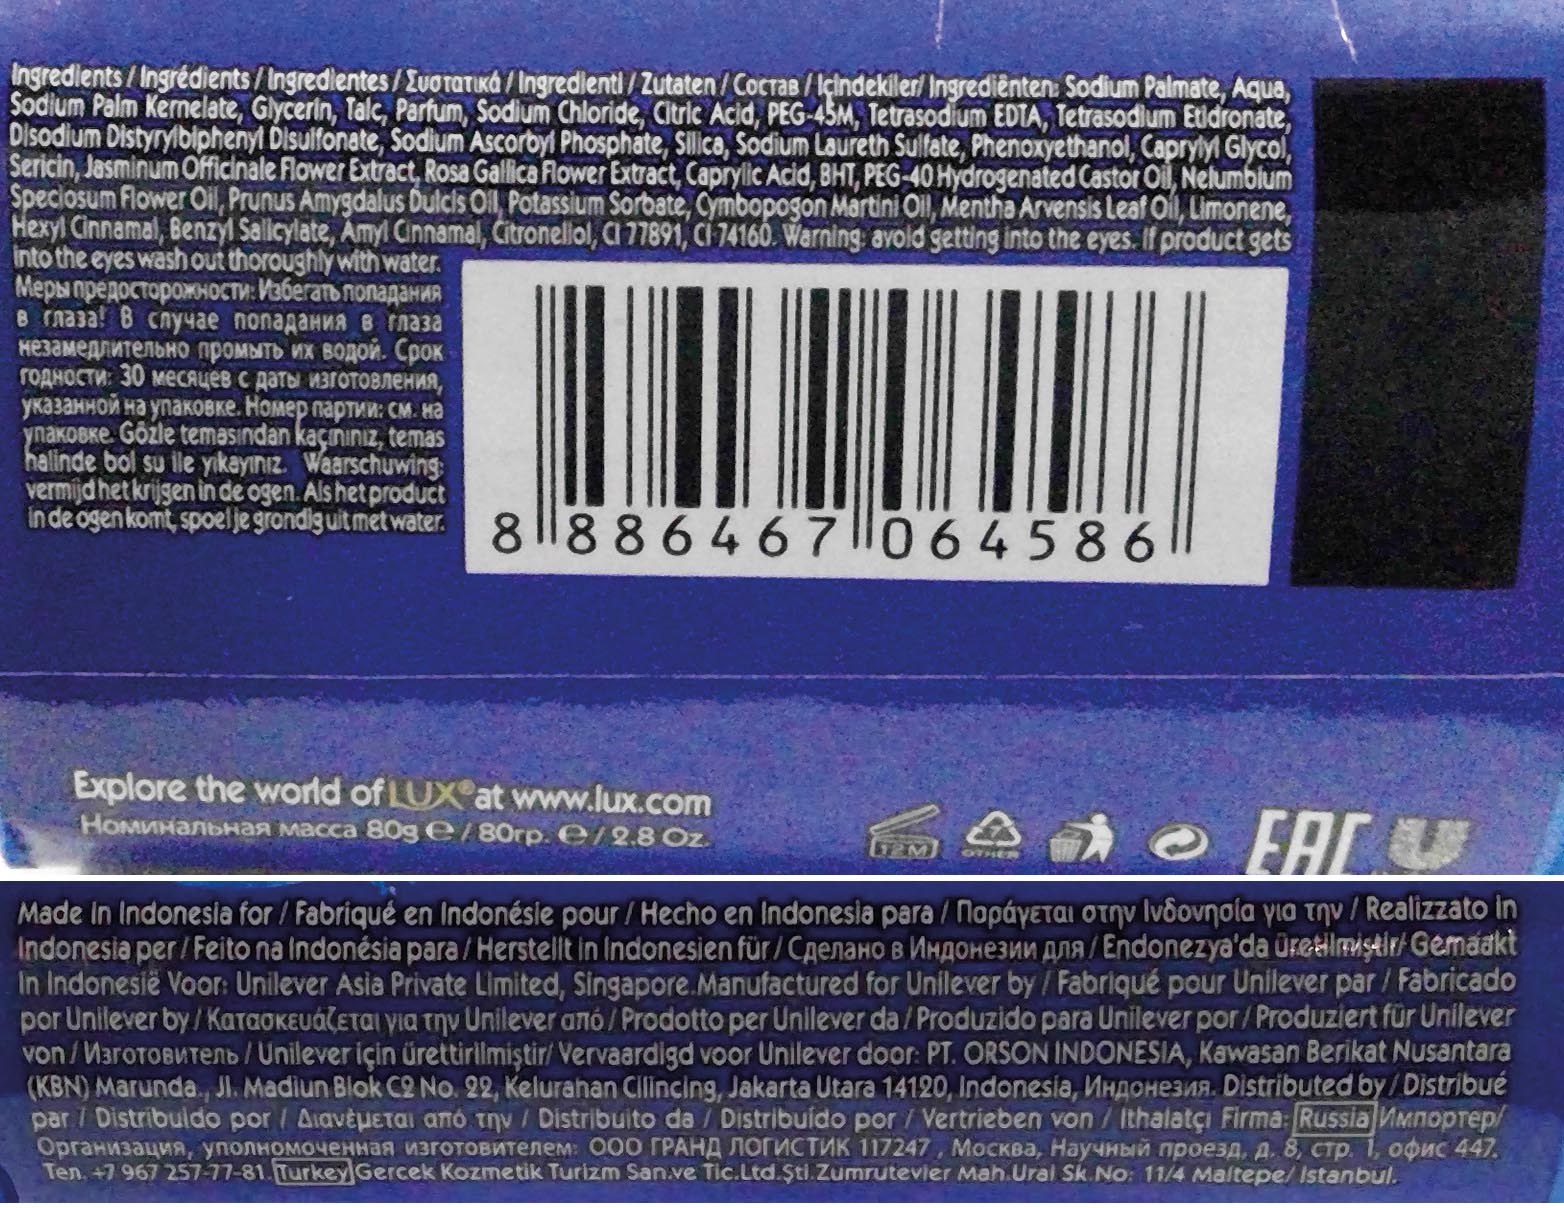 Ingredients / Ingrédients / Ingredientes / Συστατικά / Ingredienti / Zutaten / Состав / İçindekiler/ Ingrediënten: Sodium Palmate, Aqua,
Sodium Palm Kernelate, Glycerin, Talc, Parfum, Sodium Chloride, Citric Acid, PEG-45M, Tetrasodium EDTA, Tetrasodium Etidronate,
Disodium Distyrylbiphenyl Disulfonate, Sodium Ascorbyl Phosphate, Silica, Sodium Laureth Sulfate, Phenoxyethanol, Caprylyl Glycol,
Sericin, Jasminum Officinale Flower Extract, Rosa Gallica Flower Extract, Caprylic Acid, BHT, PEG-40 Hydrogenated Castor Oil, Nelumbium
Speciosum Flower Oil, Prunus Amygdalus Dulcis Oil, Potassium Sorbate, Cymbopogon Martini Oil, Mentha Arvensis Leaf Oil, Limonene,
Hexyl Cinnamal, Benzyl Salicylate, Amyl Cinnamal, Citronellol, CI 77891, CI 74160. Warning: avoid getting into the eyes. If product gets
into the eyes wash out thoroughly with water.
Меры предосторожности: Избегать попадания
в глаза! В случае попадания в глаза
незамедлительно промыть их водой. Срок
годности: 30 месяцев с даты изготовления,
указанной на упаковке. Номер партии: см. на
упаковке. Gözle temasından kaçınınız, temas
halinde bol su ile yıkayınız. Waarschuwing:
vermijd het krijgen in de ogen. Als het product
in de ogen komt, spoel je grondig uit met water.
8 886467 064586
Explore the world of LUX® at www.lux.com
Номинальная масса 80g ℮ / 80гр. ℮ / 2.8 Oz.
12M
7
OTHER
EAC
U
Made in Indonesia for / Fabriqué en Indonésie pour / Hecho en Indonesia para / Παράγεται στην Ινδονησία για την / Realizzato in
Indonesia per / Feito na Indonésia para / Herstellt in Indonesien für / Сделано в Индонезии для / Endonezya'da üretilmiştir/ Gemaakt
in Indonesië Voor: Unilever Asia Private Limited, Singapore. Manufactured for Unilever by / Fabriqué pour Unilever par / Fabricado
por Unilever by / Κατασκευάζεται για την Unilever από / Prodotto per Unilever da / Produzido para Unilever por / Produziert für Unilever
von / Изготовитель / Unilever için ürettirilmiştir/ Vervaardigd voor Unilever door: PT. ORSON INDONESIA, Kawasan Berikat Nusantara
(KBN) Marunda., Jl. Madiun Blok C2 No. 22, Kelurahan Cilincing, Jakarta Utara 14120, Indonesia, Индонезия. Distributed by / Distribué
par / Distribuido por / Διανέμεται από την / Distribuito da / Distribuído por / Vertrieben von / Ithalatçı Firma: Russia Импортер/
Организация, уполномоченная изготовителем: ООО ГРАНД ЛОГИСТИК 117247 , Москва, Научный проезд, д. 8, стр. 1, офис 447.
Тел. +7 967 257-77-81. Turkey Gercek Kozmetik Turizm San.ve Tic.Ltd.Şti.Zumrutevler Mah.Ural Sk.No: 11/4 Maltepe/ Istanbul.